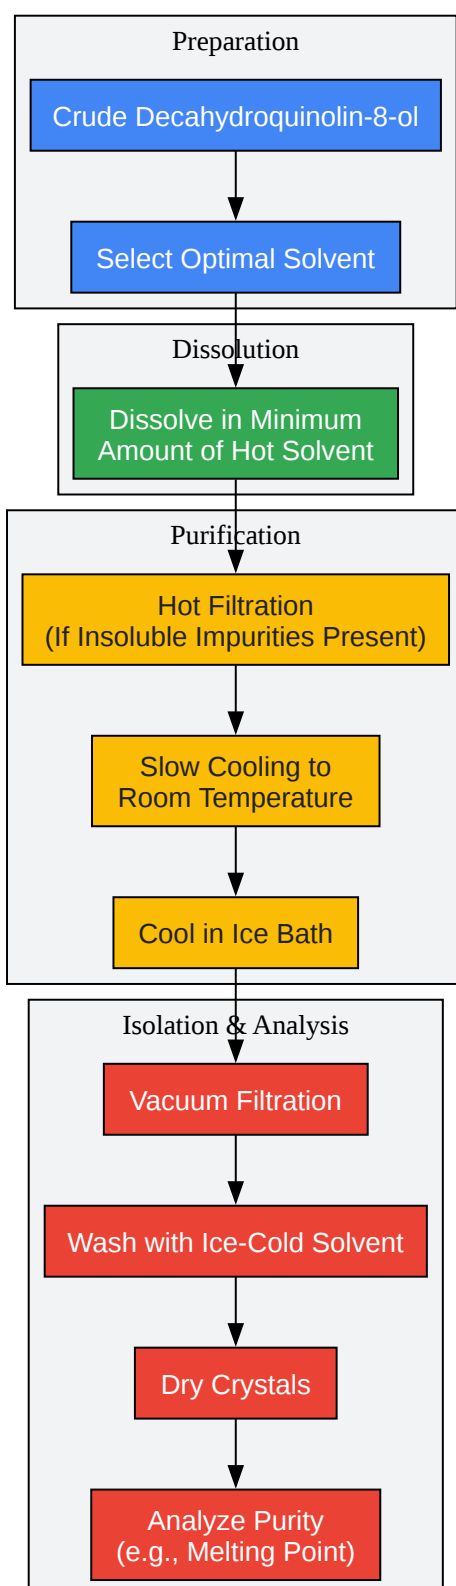 Preparation
Crude Decahydroquinolin-8-ol
Select Optimal Solvent
Dissolution
Dissolve in Minimum
Amount of Hot Solvent
Purification
Hot Filtration
(If Insoluble Impurities Present)
Slow Cooling to
Room Temperature
Cool in Ice Bath
Isolation & Analysis
Vacuum Filtration
Wash with Ice-Cold Solvent
Dry Crystals
Analyze Purity
(e.g., Melting Point)